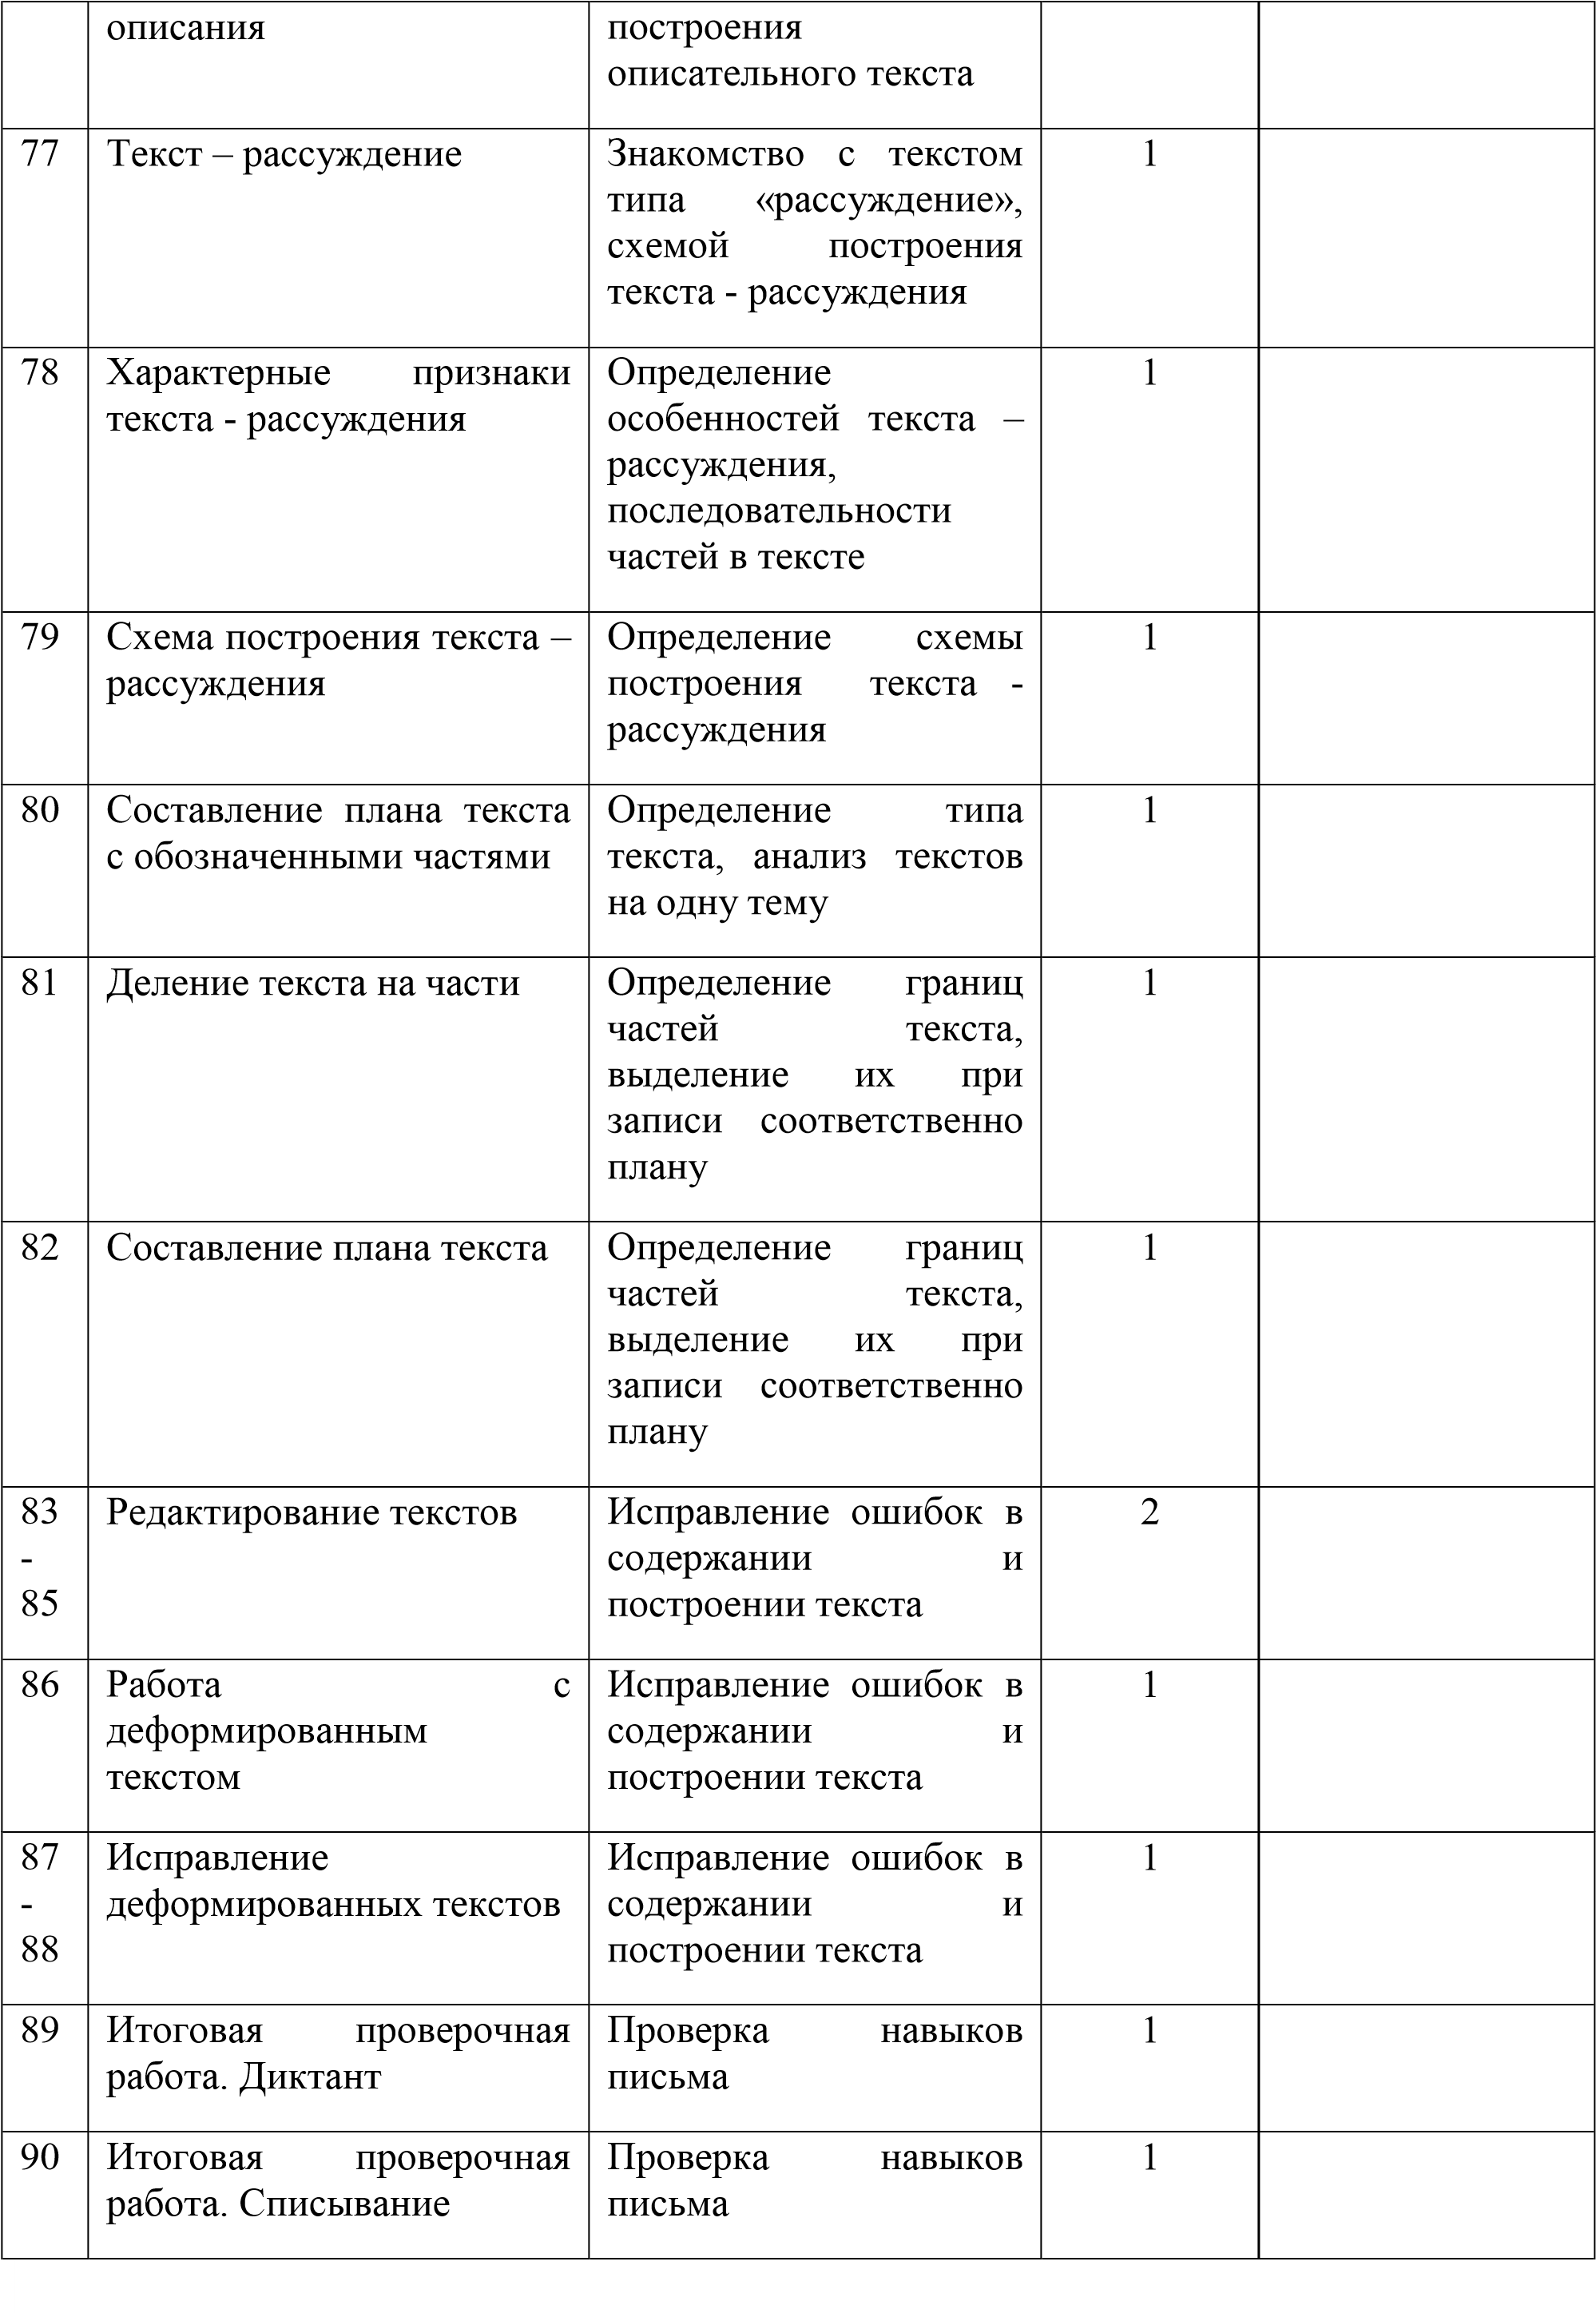 описания
построения
описательного текста
77
Текст – рассуждение
Знакомство с текстом
типа «рассуждение»,
схемой построения
текста - рассуждения
1
78
Характерные признаки
текста - рассуждения
Определение
особенностей текста –
рассуждения,
последовательности
частей в тексте
1
79
Схема построения текста –
рассуждения
Определение схемы
построения текста -
рассуждения
1
80
Составление плана текста
с обозначенными частями
Определение типа
текста, анализ текстов
на одну тему
1
81
Деление текста на части
Определение границ
частей текста,
выделение их при
записи соответственно
плану
1
82
Составление плана текста
Определение границ
частей текста,
выделение их при
записи соответственно
плану
1
83
-
85
Редактирование текстов
Исправление ошибок в
содержании и
построении текста
2
86
Работа с
деформированным
текстом
Исправление ошибок в
содержании и
построении текста
1
87
-
88
Исправление
деформированных текстов
Исправление ошибок в
содержании и
построении текста
1
89
Итоговая проверочная
работа. Диктант
Проверка навыков
письма
1
90
Итоговая проверочная
работа. Списывание
Проверка навыков
письма
1